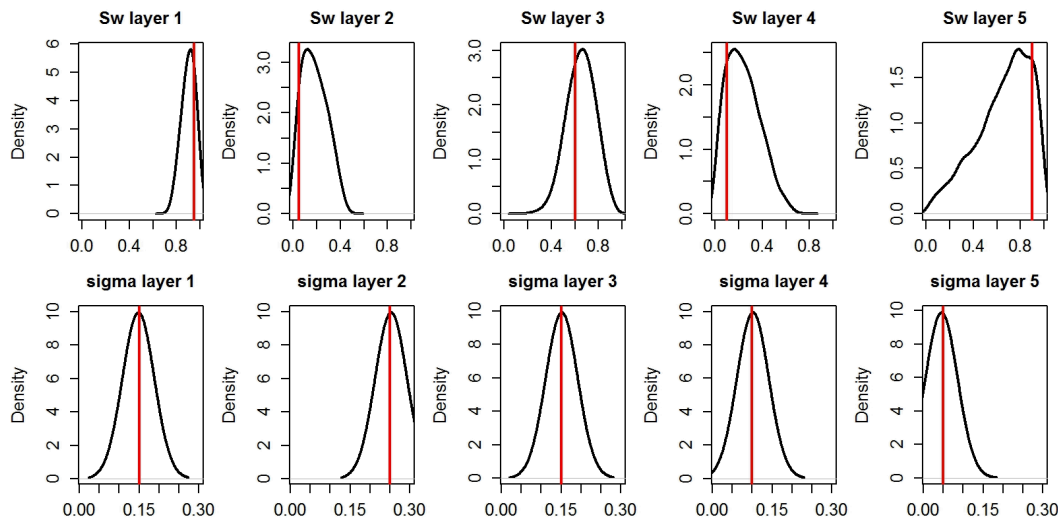 Sw layer 1
Sw layer 2
Sw layer 3
Sw layer 4
Sw layer 5
Density
0 1 2 3 4 5 6
0.0 0.4 0.8
Density
0.0 1.0 2.0 3.0
0.0 0.4 0.8
Density
0.0 1.0 2.0 3.0
0.0 0.4 0.8
Density
0.0 1.0 2.0
0.0 0.4 0.8
Density
0.0 0.5 1.0 1.5
0.0 0.4 0.8
sigma layer 1
sigma layer 2
sigma layer 3
sigma layer 4
sigma layer 5
Density
0 2 4 6 8 10
0.00 0.15 0.30
Density
0 2 4 6 8 10
0.00 0.15 0.30
Density
0 2 4 6 8 10
0.00 0.15 0.30
Density
0 2 4 6 8 10
0.00 0.15 0.30
Density
0 2 4 6 8 10
0.00 0.15 0.30